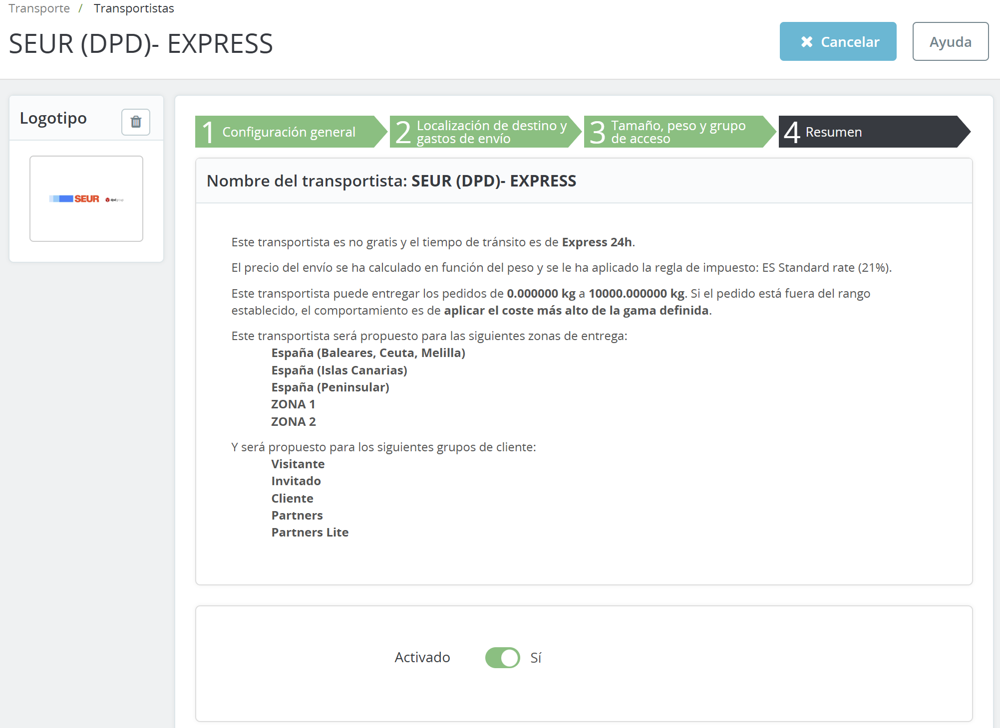 Transporte / Transportistas
SEUR (DPD)- EXPRESS
Cancelar
Ayuda
Logotipo
SEUR dpdgroup
1 Configuración general
2 Localización de destino y
gastos de envío
3 Tamaño, peso y grupo
de acceso
4 Resumen
Nombre del transportista: SEUR (DPD)- EXPRESS
Este transportista es no gratis y el tiempo de tránsito es de Express 24h.
El precio del envío se ha calculado en función del peso y se le ha aplicado la regla de impuesto: ES Standard rate (21%).
Este transportista puede entregar los pedidos de 0.000000 kg a 10000.000000 kg. Si el pedido está fuera del rango
establecido, el comportamiento es de aplicar el coste más alto de la gama definida.
Este transportista será propuesto para las siguientes zonas de entrega:
España (Baleares, Ceuta, Melilla)
España (Islas Canarias)
España (Peninsular)
ZONA 1
ZONA 2
Y será propuesto para los siguientes grupos de cliente:
Visitante
Invitado
Cliente
Partners
Partners Lite
Activado
Sí